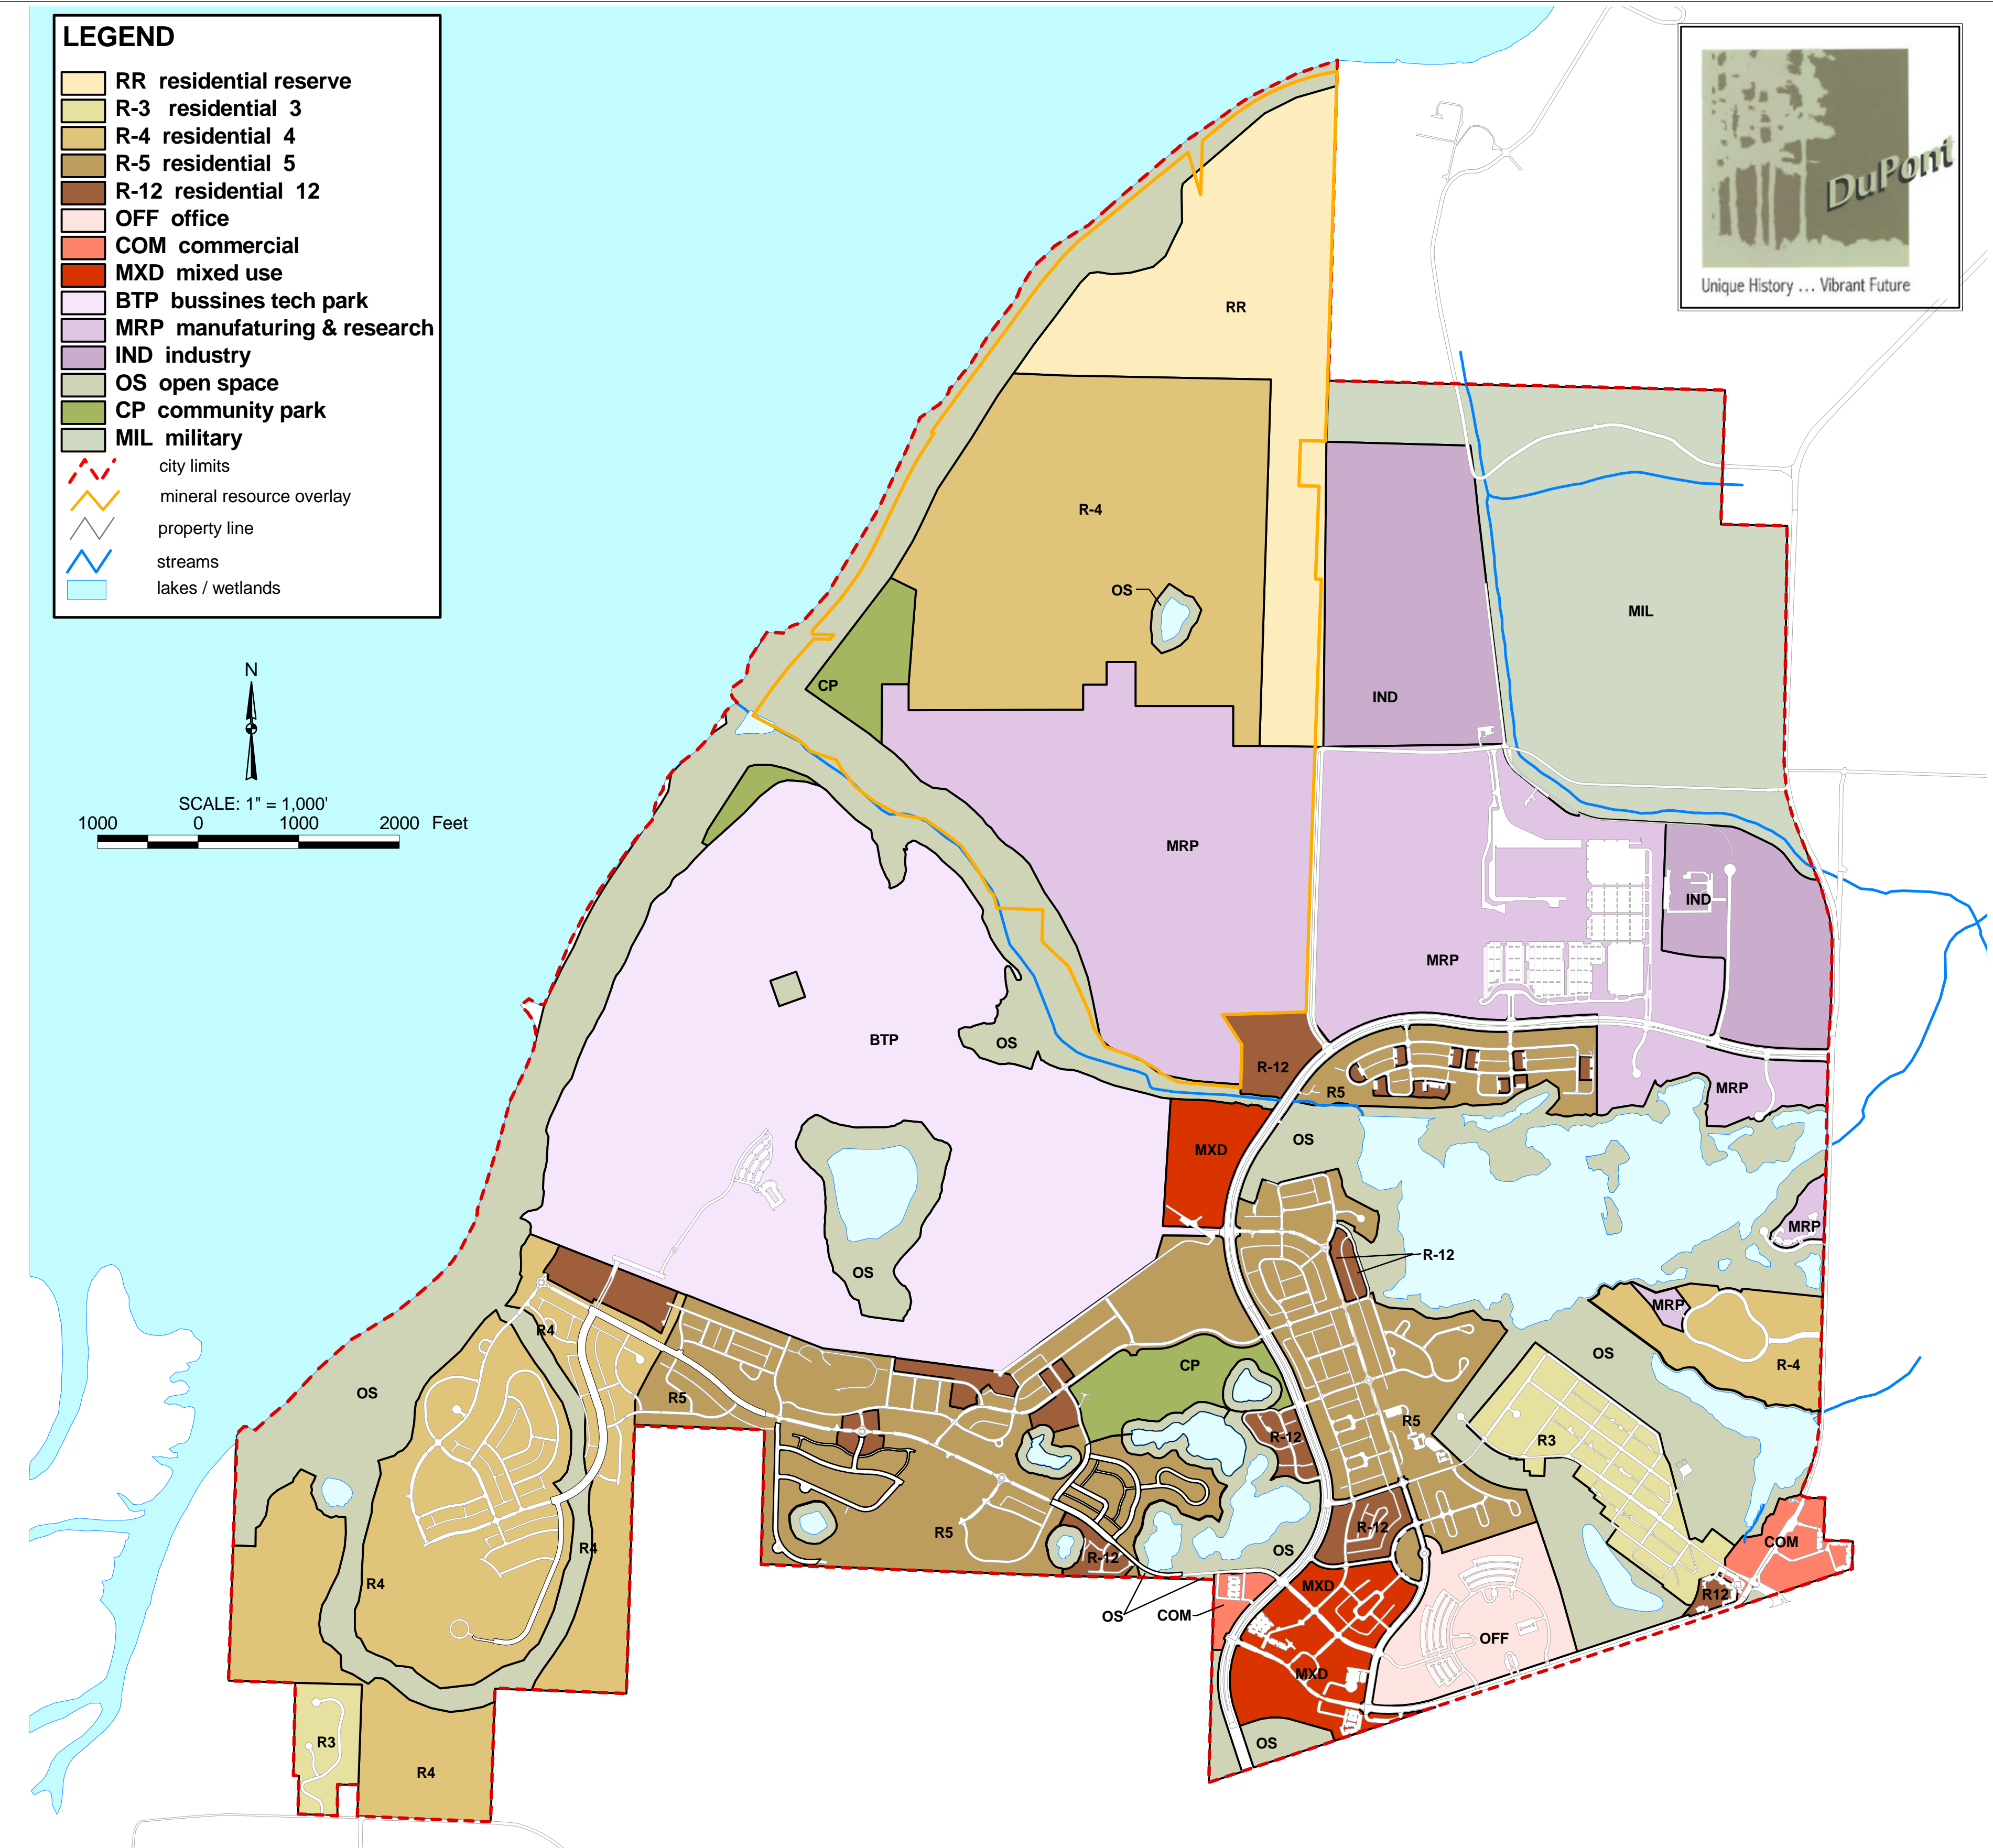 LEGEND
RR residential reserve
R-3 residential 3
R-4 residential 4
R-5 residential 5
R-12 residential 12
OFF office
COM commercial
MXD mixed use
BTP bussines tech park
MRP manufaturing & research
IND industry
OS open space
CP community park
MIL military
city limits
mineral resource overlay
property line
streams
lakes / wetlands
N
SCALE: 1" = 1,000'
1000 0 1000 2000 Feet
DuPont
Unique History ... Vibrant Future
RR
R-4
OS
MIL
CP
IND
MRP
IND
MRP
BTP
OS
R-12
R5
MRP
OS
MXD
MRP
R-12
OS
MRP
R4
CP
OS
R-4
OS
R5
R5
R-12
R3
R5
R-12
COM
R4
OS
R-12
R4
MXD
R12
OS
COM
OFF
MXD
R3
OS
R4